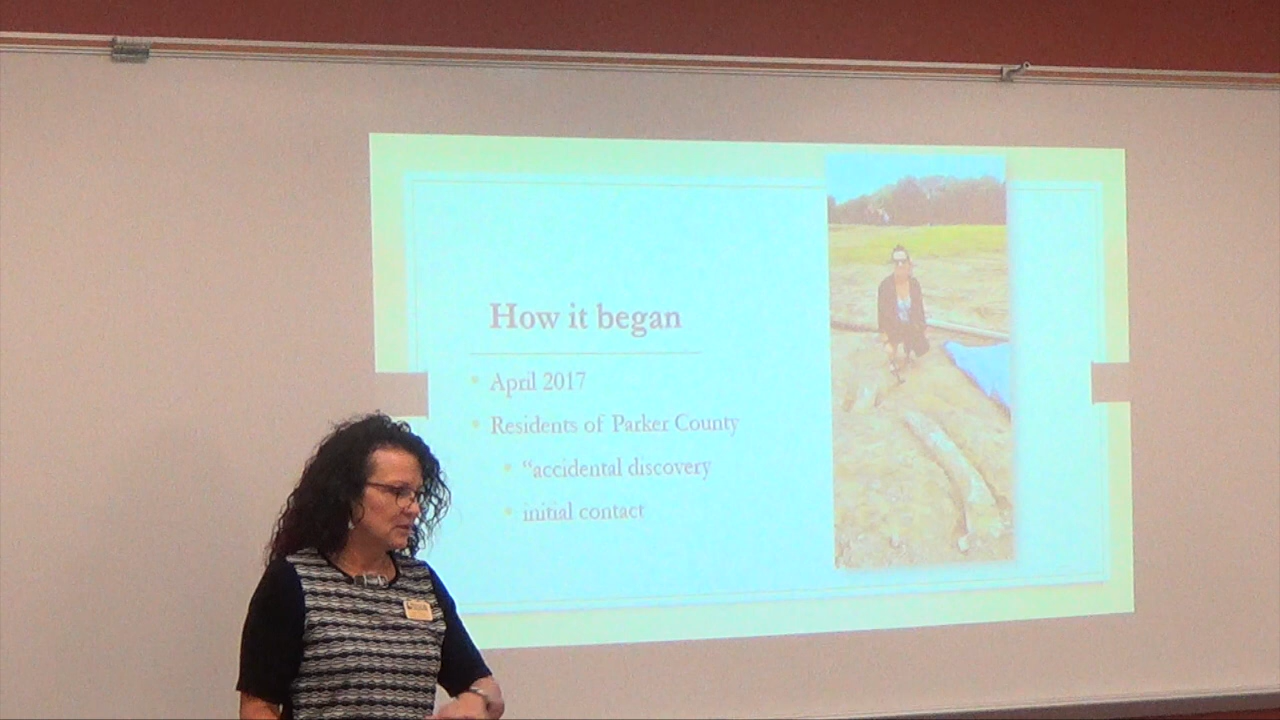 How it began
April 2017
Residents of Parker County
“accidental discovery
initial contact